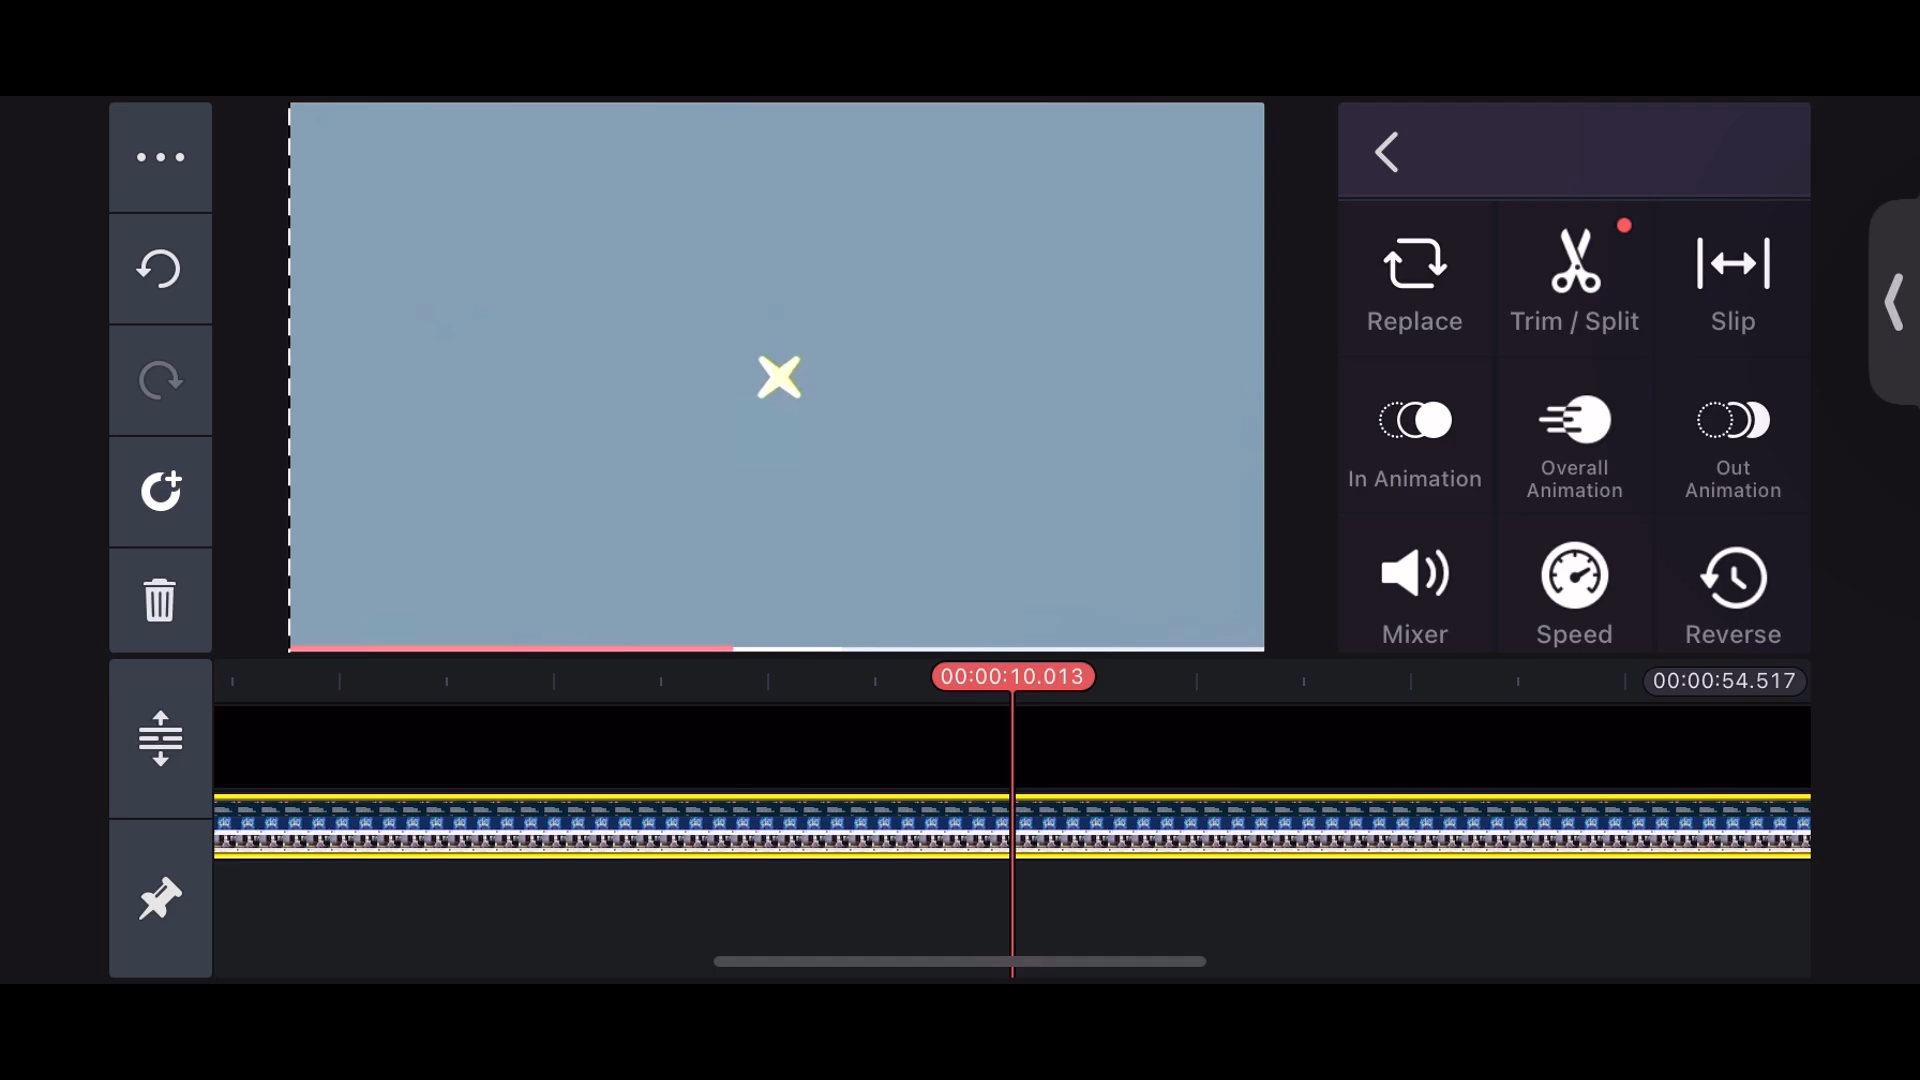 Replace
Trim / Split
Slip
In Animation
Overall
Animation
Out
Animation
Mixer
Speed
Reverse
00:00:10.013
00:00:54.517